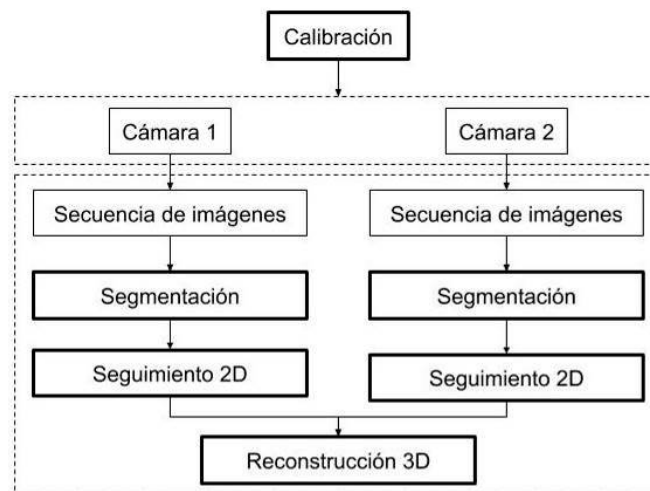 Calibración
Cámara 1
Cámara 2
Secuencia de imágenes
Secuencia de imágenes
Segmentación
Segmentación
Seguimiento 2D
Seguimiento 2D
Reconstrucción 3D